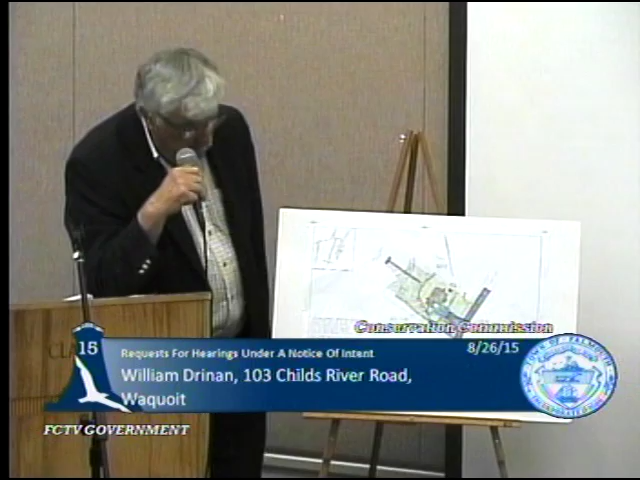 Conservation Commission
15
Requests For Hearings Under A Notice Of Intent
8/26/15
William Drinan, 103 Childs River Road,
Waquoit
FCTV GOVERNMENT